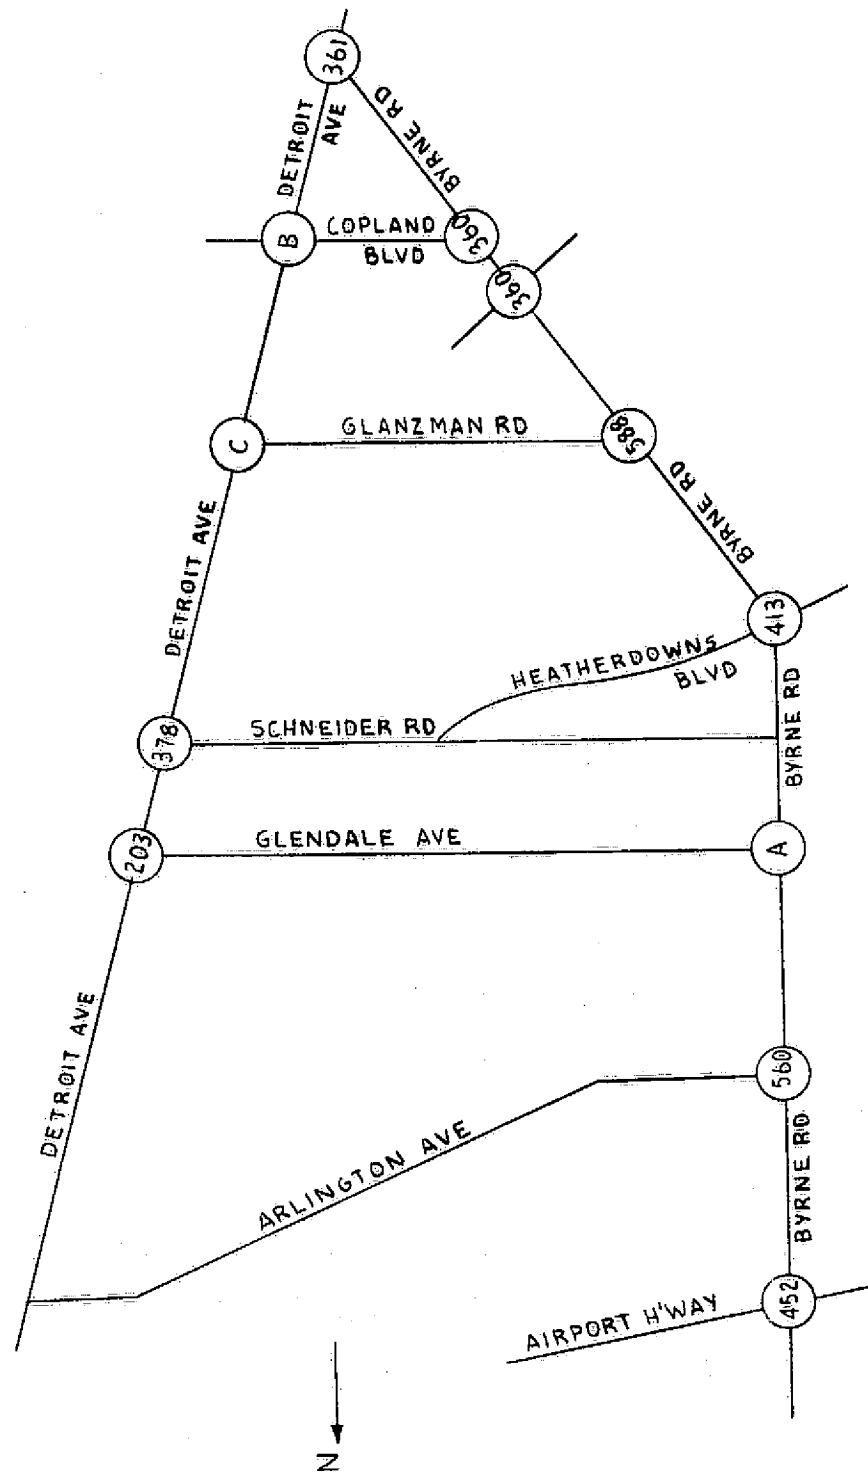 361
DETROIT
AVE
BYRNE RD
B
COPLAND
BLVD
360
360
C
GLANZMAN RD
588
DETROIT AVE
BYRNE RD
413
HEATHERDOWNS
BLVD
378
SCHNEIDER RD
BYRNE RD
203
GLENDALE AVE
A
DETROIT AVE
560
ARLINGTON AVE
BYRNE RD
452
AIRPORT H'WAY
N